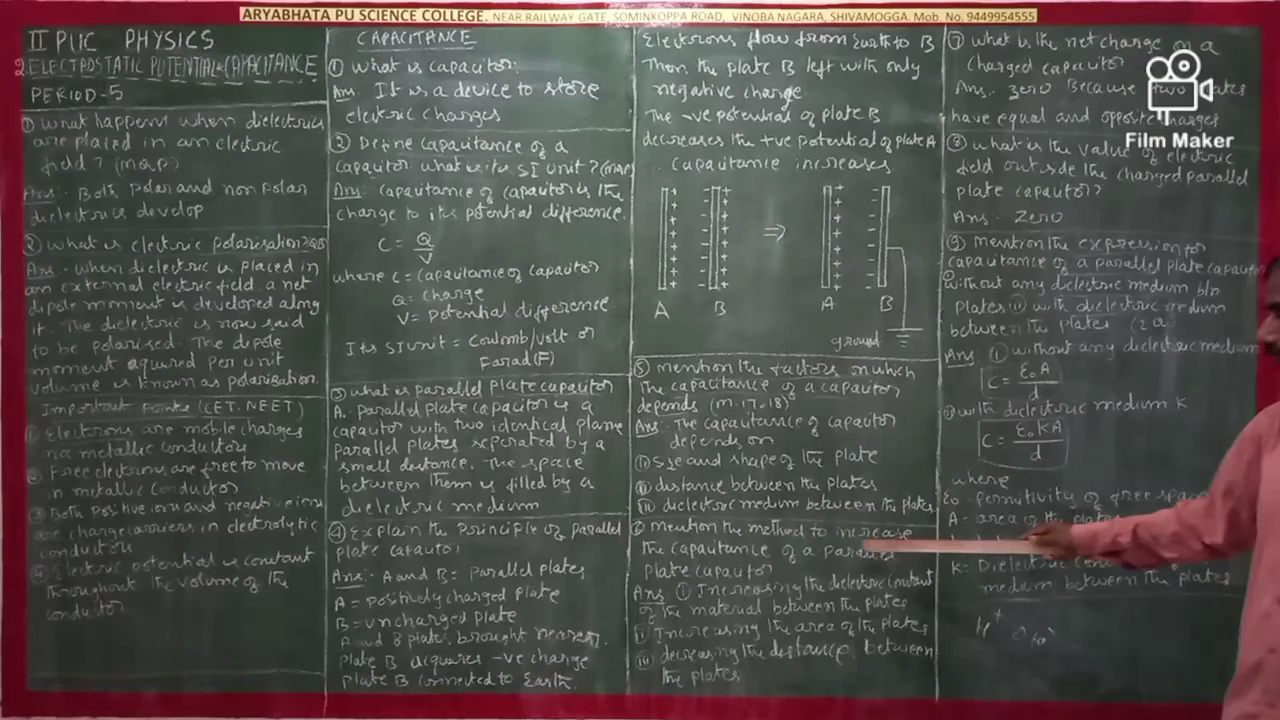 ARYABHATA PU SCIENCE COLLEGE, NEAR RAILWAY GATE, SOMINKOPPA ROAD, VINOBA NAGARA, SHIVAMOGGA. Mob. No. 9449954555
II PUC PHYSICS
2. ELECTROSTATIC POTENTIAL & CAPACITANCE
PERIOD-5
① What happens when dielectrics
are placed in an electric
field? (MQP)
Ans:- Both Polar and non polar
dielectrics develop
② What is electric polarisation? QB
Ans:- When dielectric is placed in
an external electric field a net
dipole moment is developed along
it. The dielectric is now said
to be polarised. The dipole
moment aquired per unit
volume is known as polarisation.
Important points (CET, NEET)
① Electrons are mobile charges
in a metallic conductors
② Free elctrons are free to move
in metallic conductor
③ Both positive ions and negative ions
are charge carriers in electrolytic
conductors
④ Electric potential is constant
throughout the volume of the
conductor
CAPACITANCE
① What is capacitor:
Ans. It is a device to store
electric charges
② Define capacitance of a
capacitor what is its SI unit? (MQP)
Ans: Capacitance of capacitor is the
charge to its potential difference.
C = Q/V
where C = capacitance of capacitor
Q = charge
V = potential difference.
Its SI unit = Coulomb/volt or
Farad (F)
③ What is parallel plate capacitor
A. parallel plate capacitor is a
capacitor with two identical plane
parallel plates seperated by a
small distance. The space
between them is filled by a
dielectric medium
④ Explain the principle of parallel
plate capacitor
Ans:- A and B = Parallel plates
A = Positively charged plate
B = uncharged plate
A and B plate, brought nearest,
plate B acquires -ve charge
plate B connected to Earth.
Electrons flow from Earth to B
Then the plate B left with only
negative charge
The -ve potential of plate B
decreases the +ve potential of plate A
. Capacitance increases
A B ⇒ A B
ground
⑤ mention the factors on which
the capacitance of a capacitor
depends (M.17-18)
Ans: The capacitance of capacitor
depends on
i) size and shape of the plate
ii) distance between the plates
iii) dielectric medium between the plates
⑥ mention the method to increase
the capacitance of a parallel
plate capacitor
Ans ① Increasing the dielectric constant
of the material between the plates
ii) Increasing the area of the plates
iii) decreasing the distance between
the plates
⑦ what is the net charge on a
charged capacitor
Ans. zero Because two plates
have equal and opposite charges
⑧ what is the value of electric
field out side the charged parallel
plate capacitor?
Ans. Zero
⑨ mention the expression for
capacitance of a parallel plate capacitor
① without any dielectric medium b/n
plates ii) with dielectric medium
between the plates
Ans ① without any dielectric medium
C = ε₀A/d
ii) with dielectric medium K
C = ε₀KA/d
where
ε₀ - permitivity of free space
A - area of the plates
K = Dielectric
medium between the plates
Film Maker